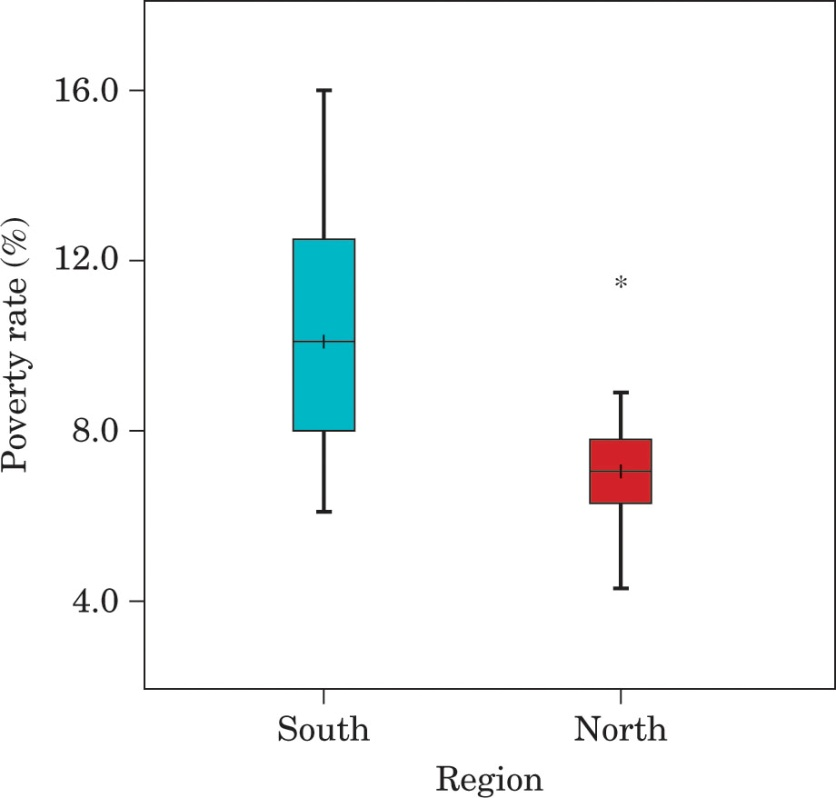 Poverty rate (%)
16.0
12.0
*
8.0
4.0
South
North
Region